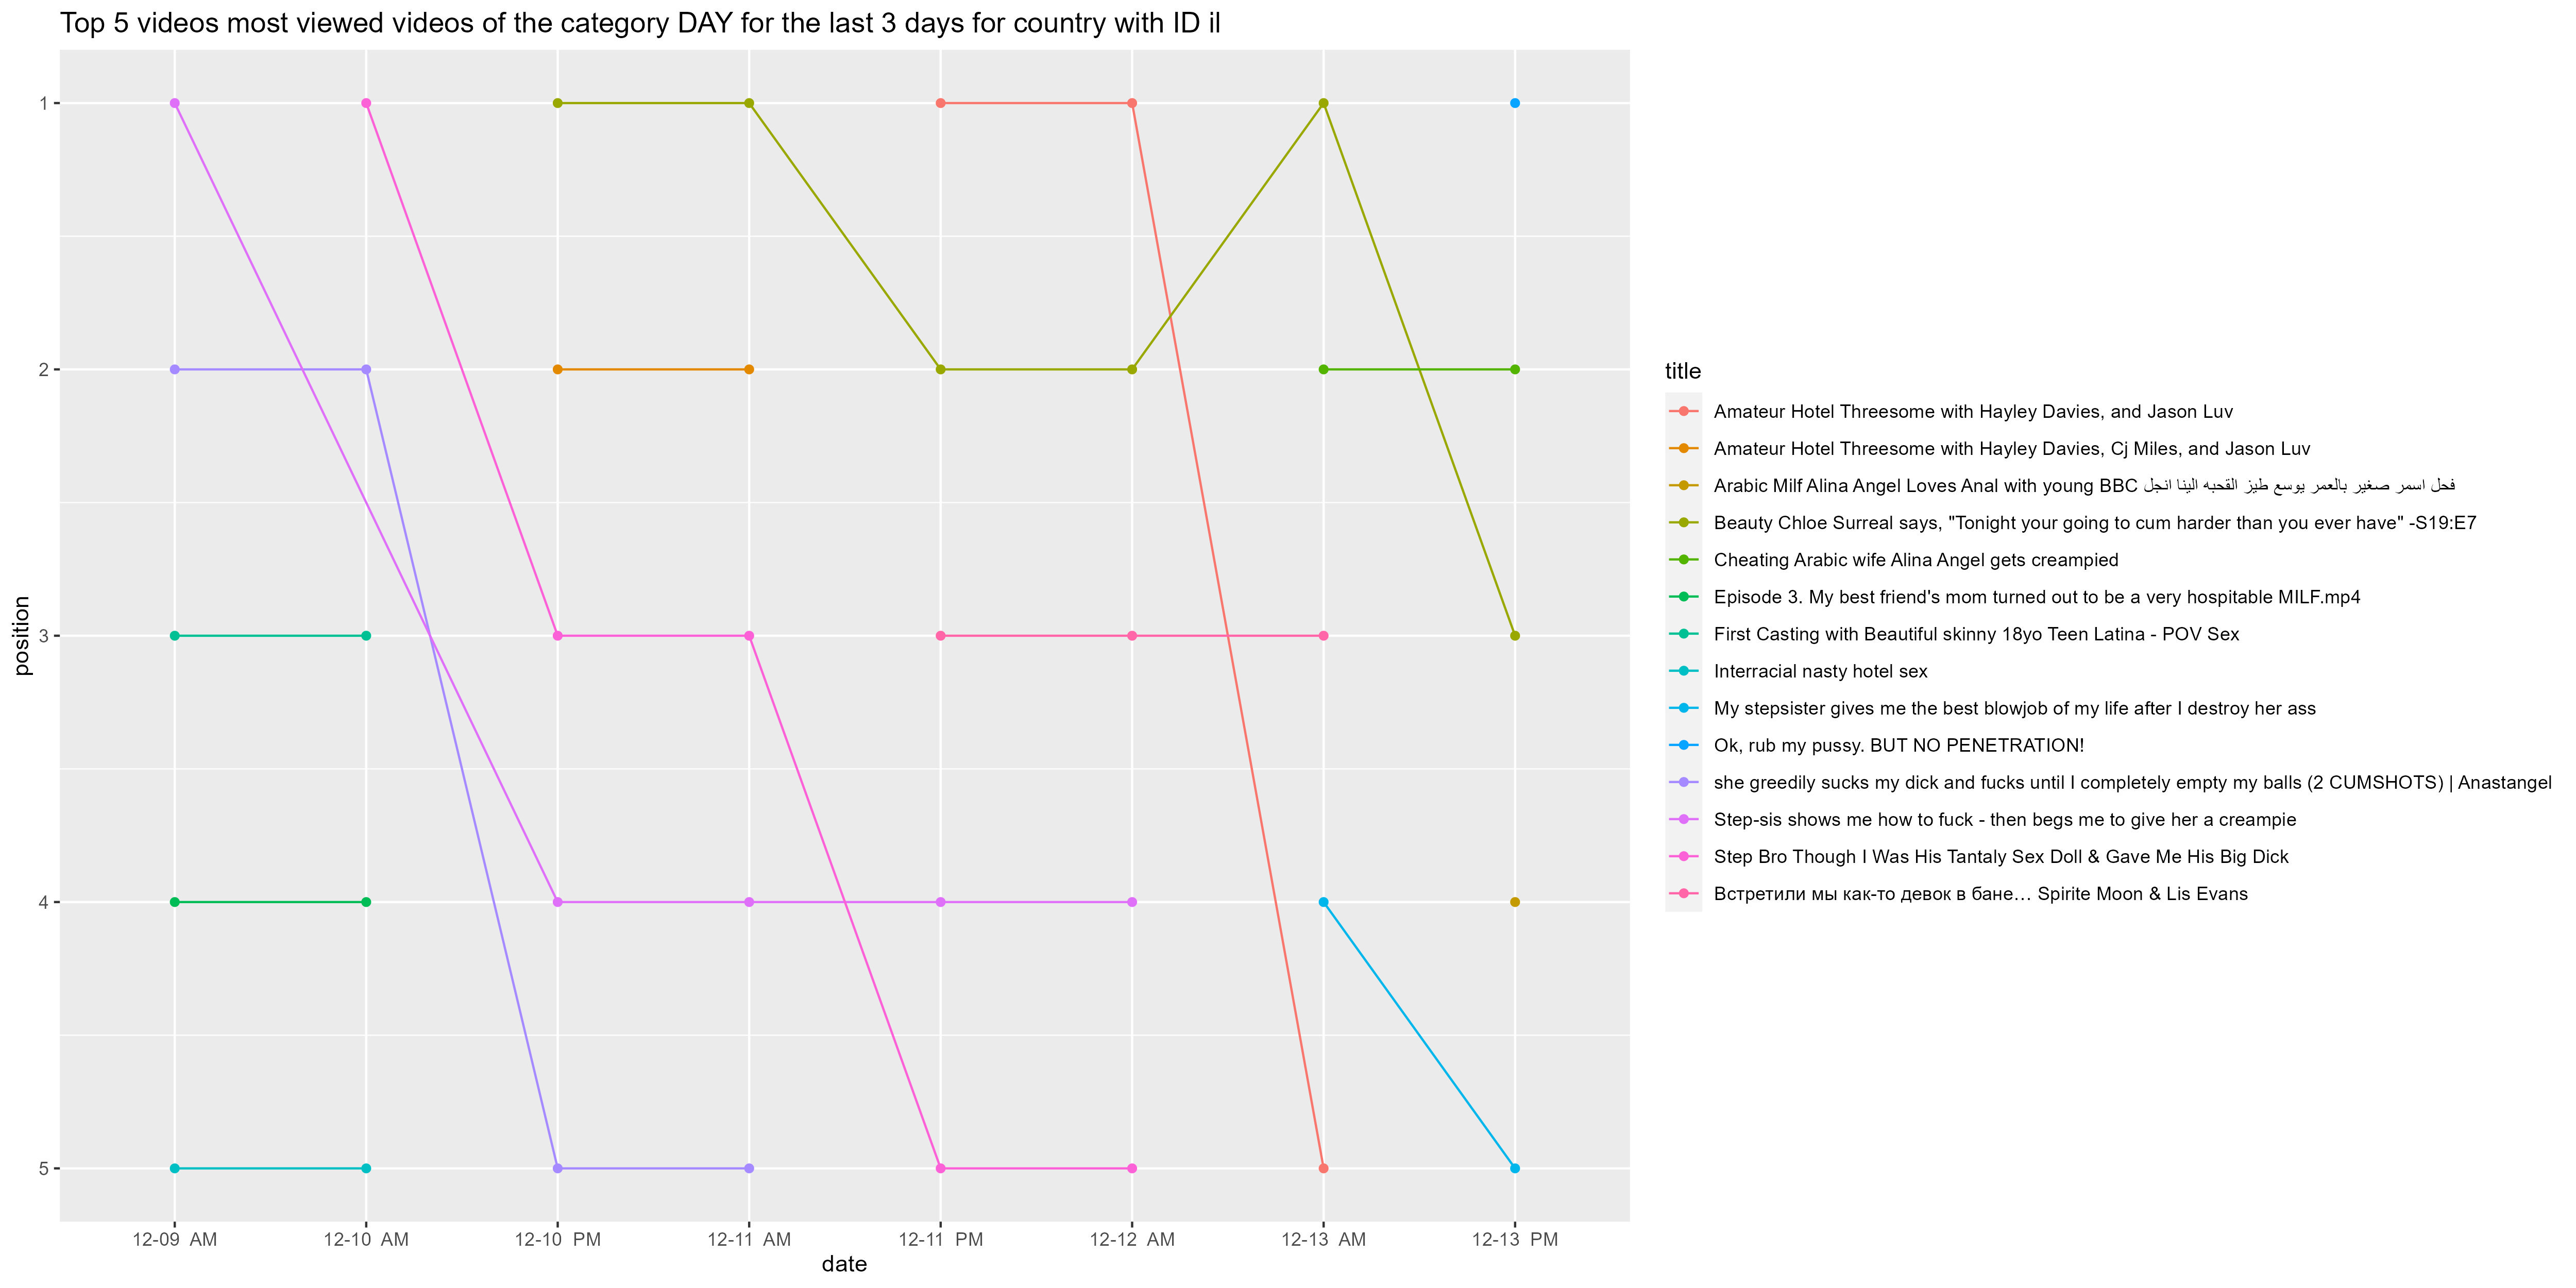 Top 5 videos most viewed videos of the category DAY for the last 3 days for country with ID il
position
1
2
3
4
5
12-09 AM
12-10 AM
12-10 PM
12-11 AM
12-11 PM
12-12 AM
12-13 AM
12-13 PM
date
title
Amateur Hotel Threesome with Hayley Davies, and Jason Luv
Amateur Hotel Threesome with Hayley Davies, Cj Miles, and Jason Luv
Arabic Milf Alina Angel Loves Anal with young BBC فحل اسمر صغير بالعمر يوسع طيز القحبه الينا انجل
Beauty Chloe Surreal says, "Tonight your going to cum harder than you ever have" -S19:E7
Cheating Arabic wife Alina Angel gets creampied
Episode 3. My best friend's mom turned out to be a very hospitable MILF.mp4
First Casting with Beautiful skinny 18yo Teen Latina - POV Sex
Interracial nasty hotel sex
My stepsister gives me the best blowjob of my life after I destroy her ass
Ok, rub my pussy. BUT NO PENETRATION!
she greedily sucks my dick and fucks until I completely empty my balls (2 CUMSHOTS) | Anastangel
Step-sis shows me how to fuck - then begs me to give her a creampie
Step Bro Though I Was His Tantaly Sex Doll & Gave Me His Big Dick
Встретили мы как-то девок в бане… Spirite Moon & Lis Evans